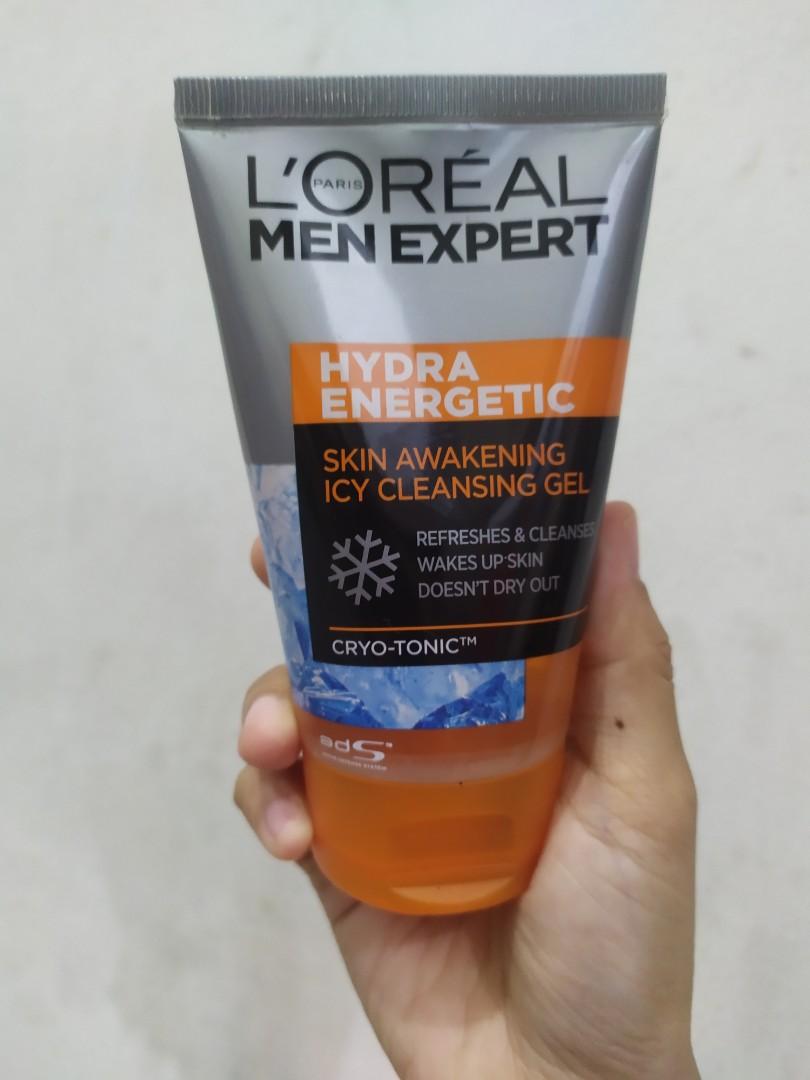 L'ORÉAL
PARIS
MEN EXPERT
HYDRA
ENERGETIC
SKIN AWAKENING
ICY CLEANSING GEL
REFRESHES & CLEANSES
WAKES UP SKIN
DOESN'T DRY OUT
CRYO-TONIC™
adS